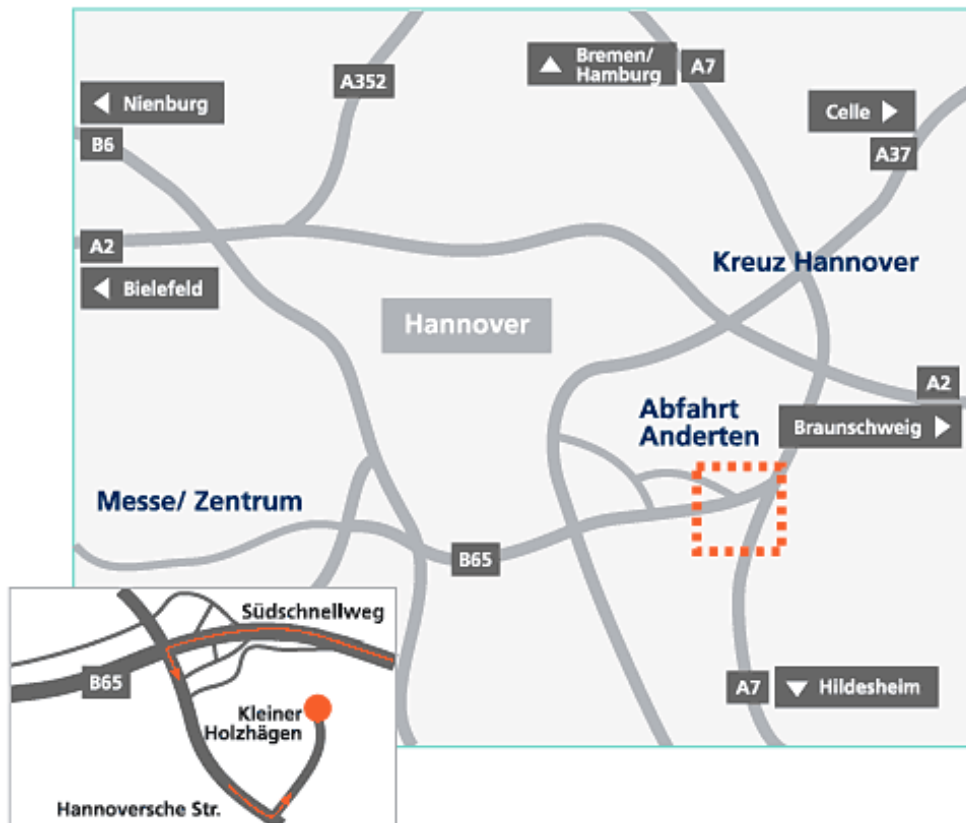 Bremen/
Hamburg
A7
A352
Nienburg
Celle
B6
A37
A2
Kreuz Hannover
Bielefeld
Hannover
A2
Abfahrt
Anderten
Braunschweig
Messe/ Zentrum
B65
Südschnellweg
B65
A7
Hildesheim
Kleiner
Holzhägen
Hannoversche Str.